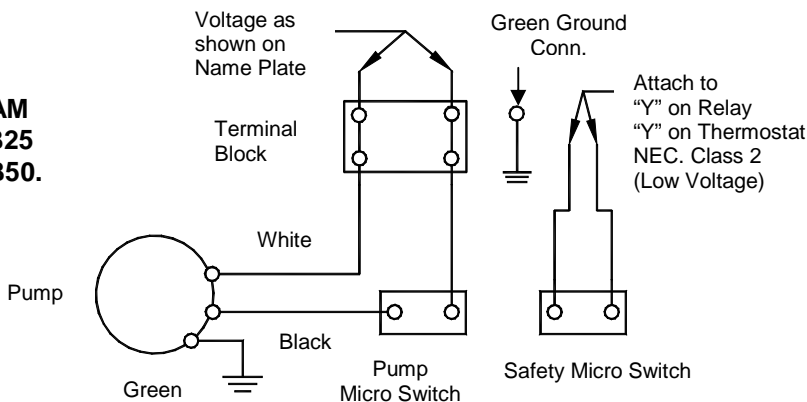 Voltage as
shown on
Name Plate
Green Ground
Conn.
Attach to
“Y” on Relay
“Y” on Thermostat
NEC. Class 2
(Low Voltage)
AM
325
350.
Terminal
Block
White
Pump
Black
Green
Pump
Micro Switch
Safety Micro Switch